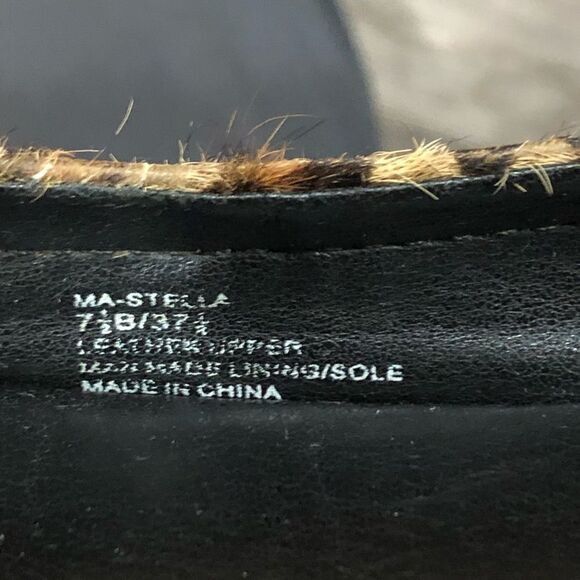 MA-STELLA
7½B/37½
LEATHER UPPER
MAN MADE LINING/SOLE
MADE IN CHINA